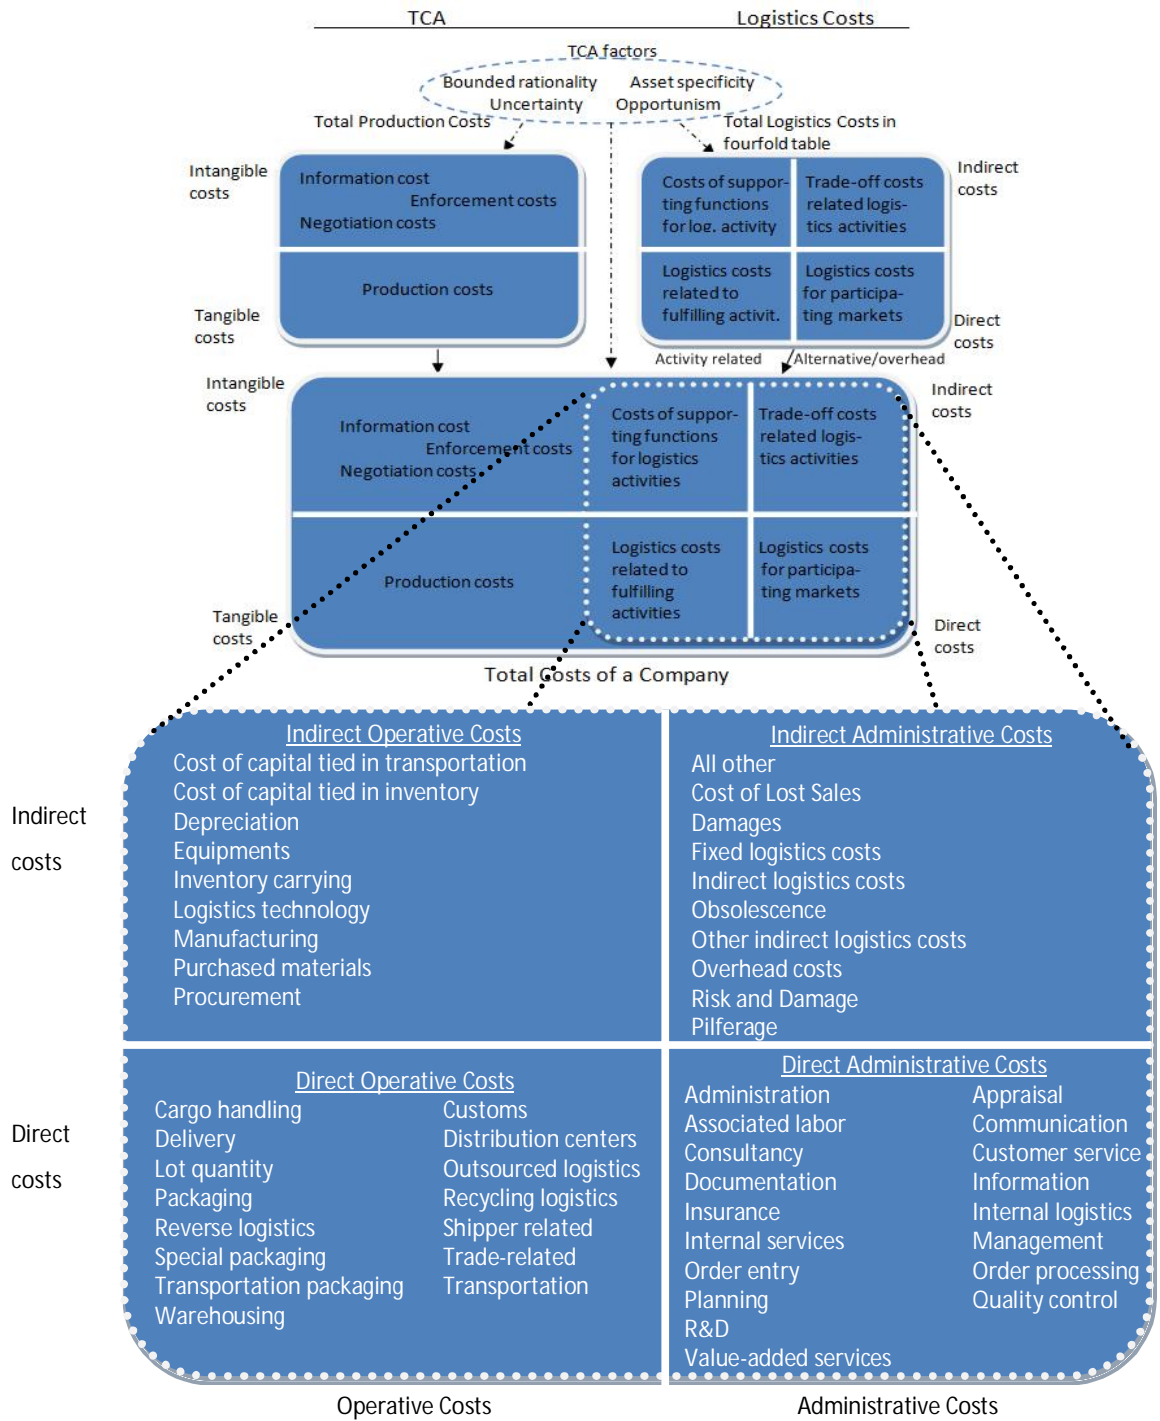 TCA
Logistics Costs
TCA factors
Bounded rationality
Asset specificity
Uncertainty
Opportunism
Total Production Costs
Total Logistics Costs in
fourfold table
Intangible
costs
Information cost
Enforcement costs
Negotiation costs
Production costs
Tangible
costs
Costs of suppor-
ting functions
for log. activity
Trade-off costs
related logis-
tics activities
Logistics costs
related to
fulfilling activit.
Logistics costs
for participa-
ting markets
Indirect
costs
Direct
costs
Activity related
Alternative/overhead
Intangible
costs
Information cost
Enforcement costs
Negotiation costs
Production costs
Tangible
costs
Costs of suppor-
ting functions
for logistics
activities
Trade-off costs
related logis-
tics activities
Logistics costs
related to
fulfilling
activities
Logistics costs
for participa-
ting markets
Indirect
costs
Direct
costs
Total Costs of a Company
Indirect
costs
Indirect Operative Costs
Cost of capital tied in transportation
Cost of capital tied in inventory
Depreciation
Equipments
Inventory carrying
Logistics technology
Manufacturing
Purchased materials
Procurement
Indirect Administrative Costs
All other
Cost of Lost Sales
Damages
Fixed logistics costs
Indirect logistics costs
Obsolescence
Other indirect logistics costs
Overhead costs
Risk and Damage
Pilferage
Direct
costs
Direct Operative Costs
Cargo handling
Delivery
Lot quantity
Packaging
Reverse logistics
Special packaging
Transportation packaging
Warehousing
Customs
Distribution centers
Outsourced logistics
Recycling logistics
Shipper related
Trade-related
Transportation
Direct Administrative Costs
Administration
Associated labor
Consultancy
Documentation
Insurance
Internal services
Order entry
Planning
R&D
Value-added services
Appraisal
Communication
Customer service
Information
Internal logistics
Management
Order processing
Quality control
Operative Costs
Administrative Costs